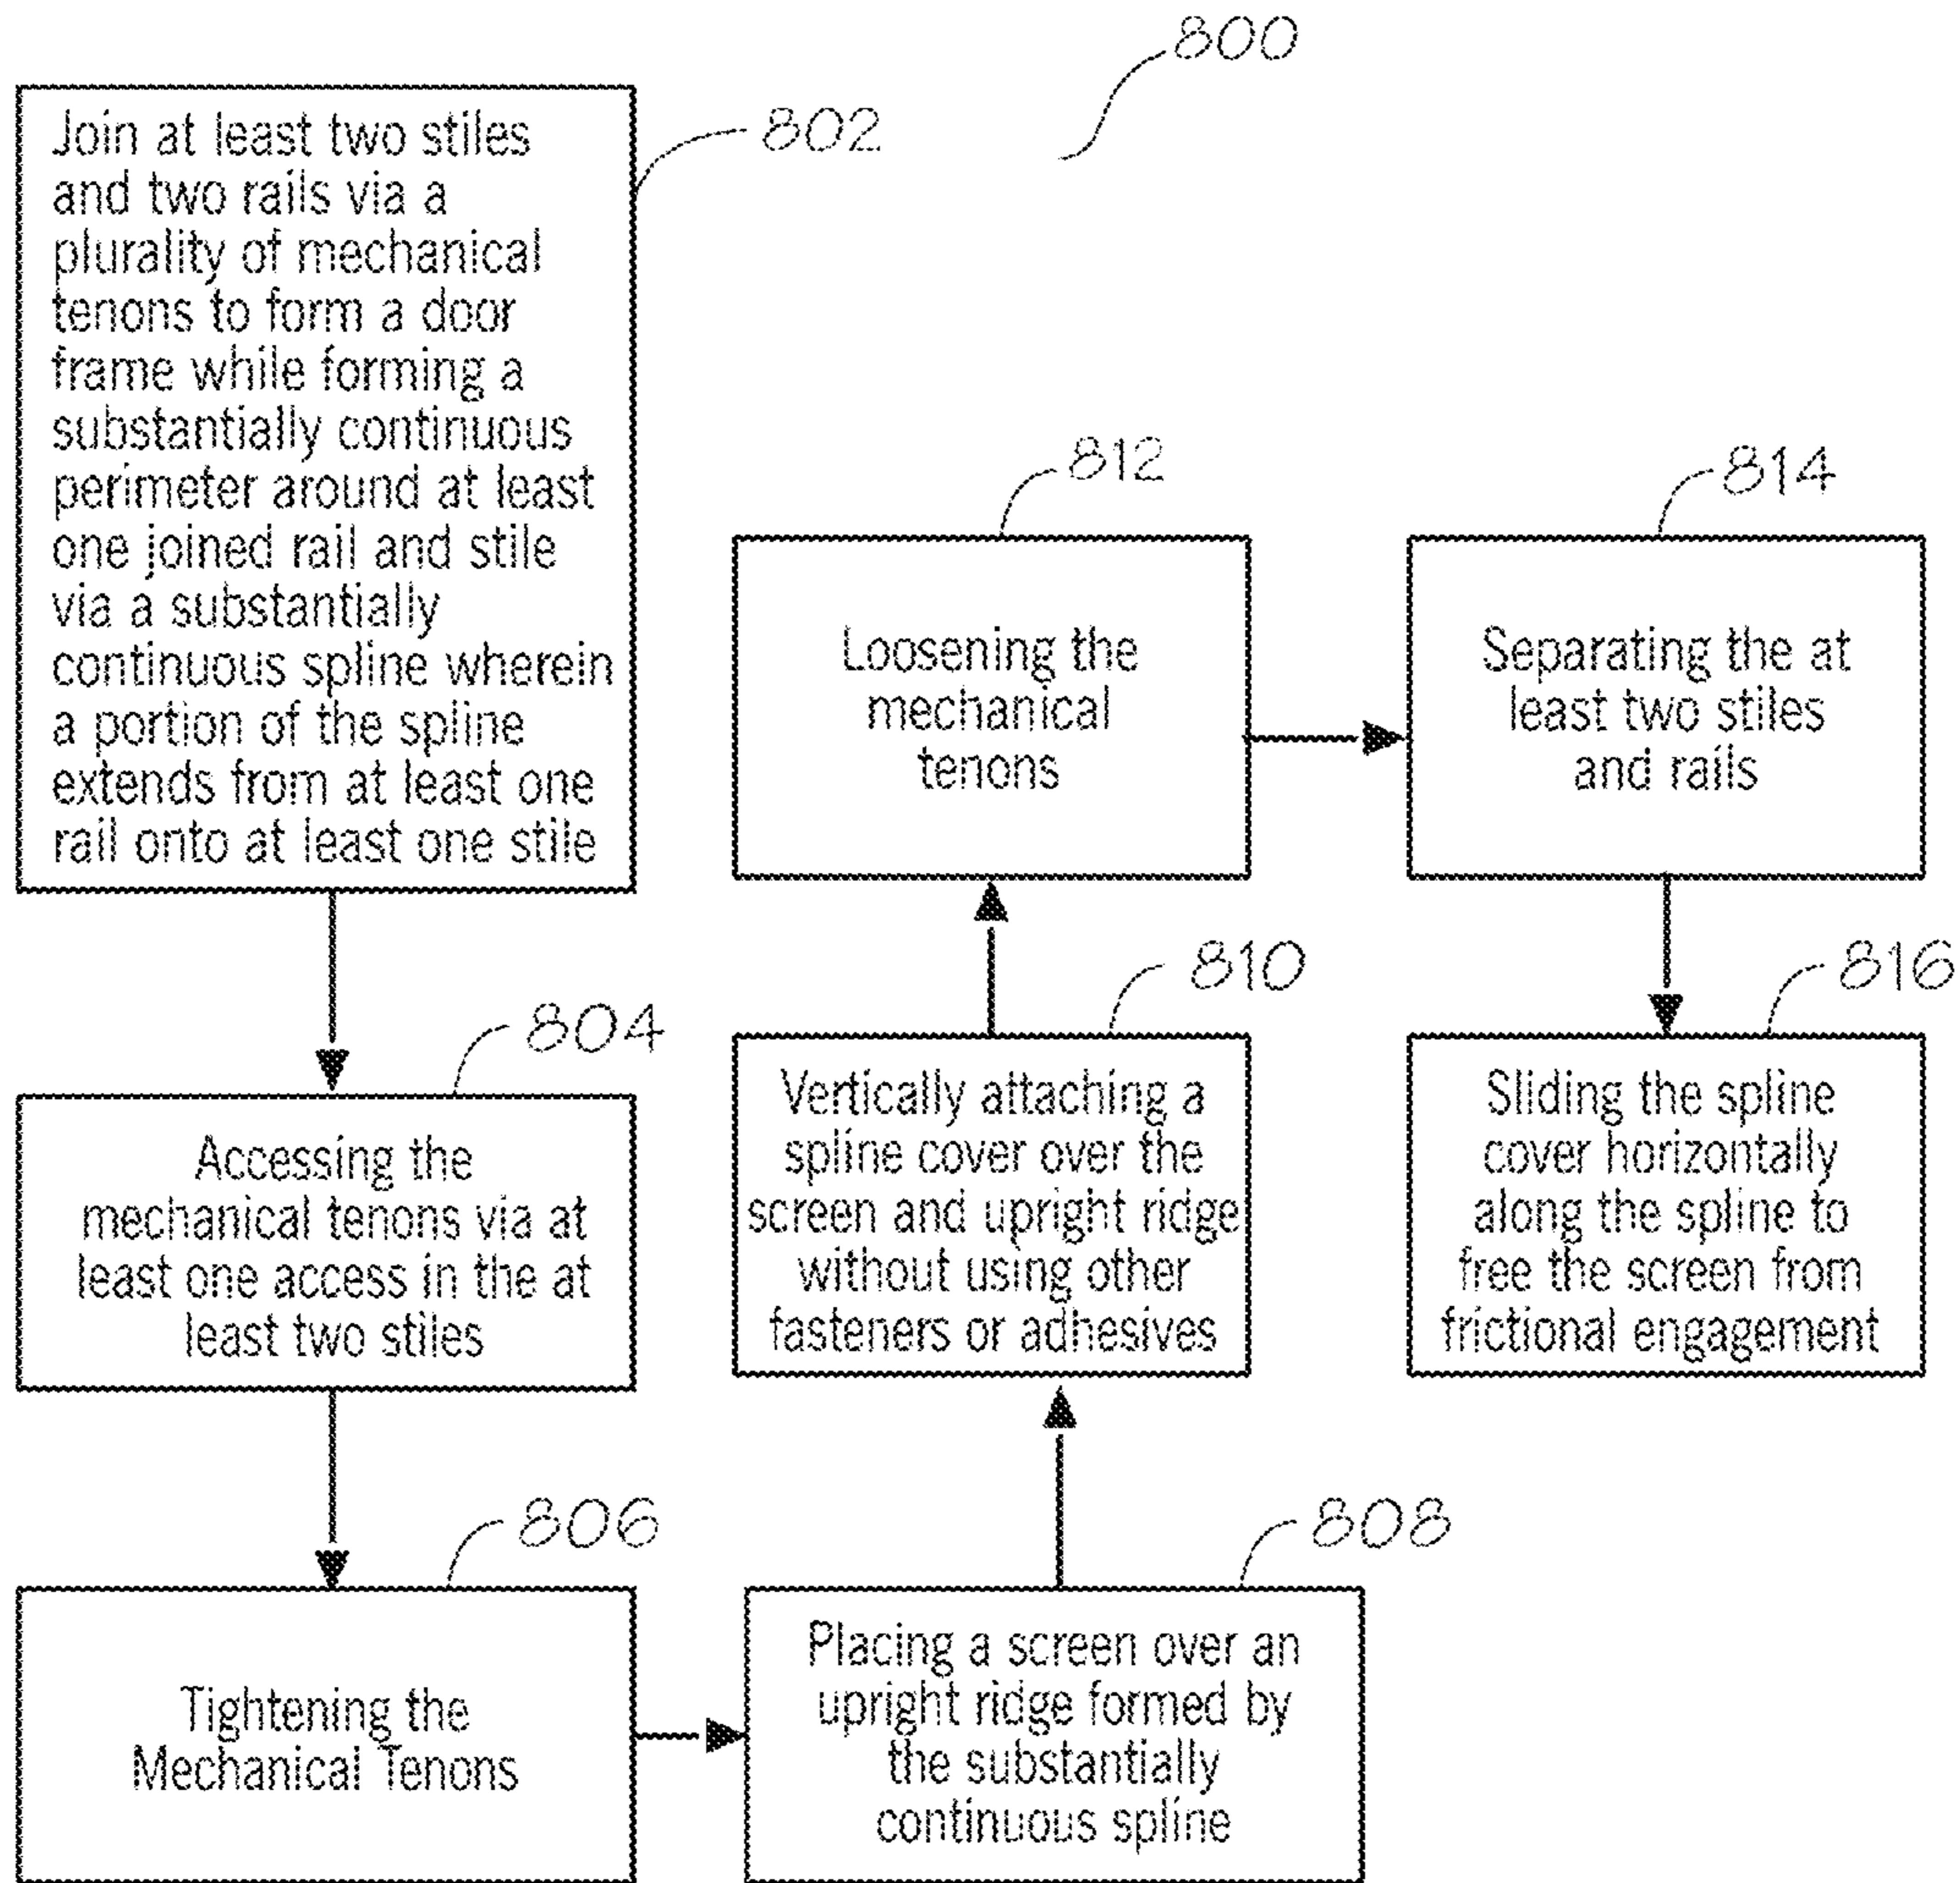 800
802
Join at least two stiles
and two rails via a
plurality of mechanical
tenons to form a door
frame while forming a
substantially continuous
perimeter around at least
one joined rail and stile
via a substantially
continuous spline wherein
a portion of the spline
extends from at least one
rail onto at least one stile
804
Accessing the
mechanical tenons via at
least one access in the at
least two stiles
806
Tightening the
Mechanical Tenons
808
Placing a screen over an
upright ridge formed by
the substantially
continuous spline
810
Vertically attaching a
spline cover over the
screen and upright ridge
without using other
fasteners or adhesives
812
Loosening the
mechanical
tenons
814
Separating the at
least two stiles
and rails
816
Sliding the spline
cover horizontally
along the spline to
free the screen from
frictional engagement